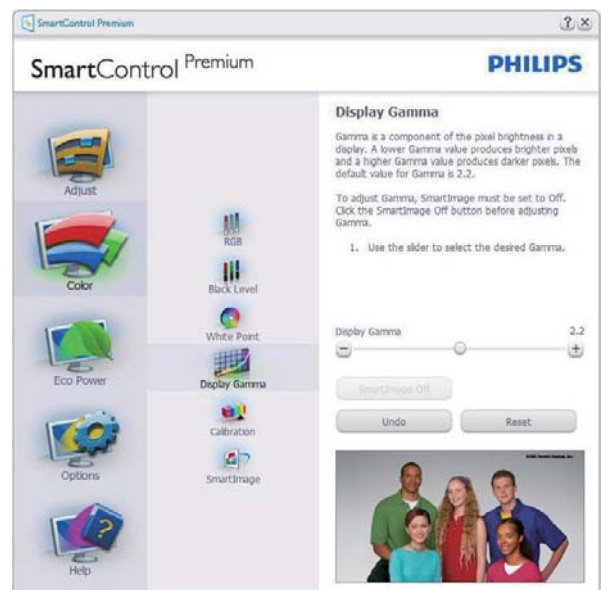 SmartControl Premium
? X
SmartControl Premium
PHILIPS
Adjust
Color
Eco Power
Options
Help
RGB
Black Level
White Point
Display Gamma
Calibration
SmartImage
Display Gamma
Gamma is a component of the pixel brightness in a
display. A lower Gamma value produces brighter pixels
and a higher Gamma value produces darker pixels. The
default value for Gamma is 2.2.
To adjust Gamma, SmartImage must be set to Off.
Click the SmartImage Off button before adjusting
Gamma.
1. Use the slider to select the desired Gamma.
Display Gamma 2.2
SmartImage Off
Undo Reset